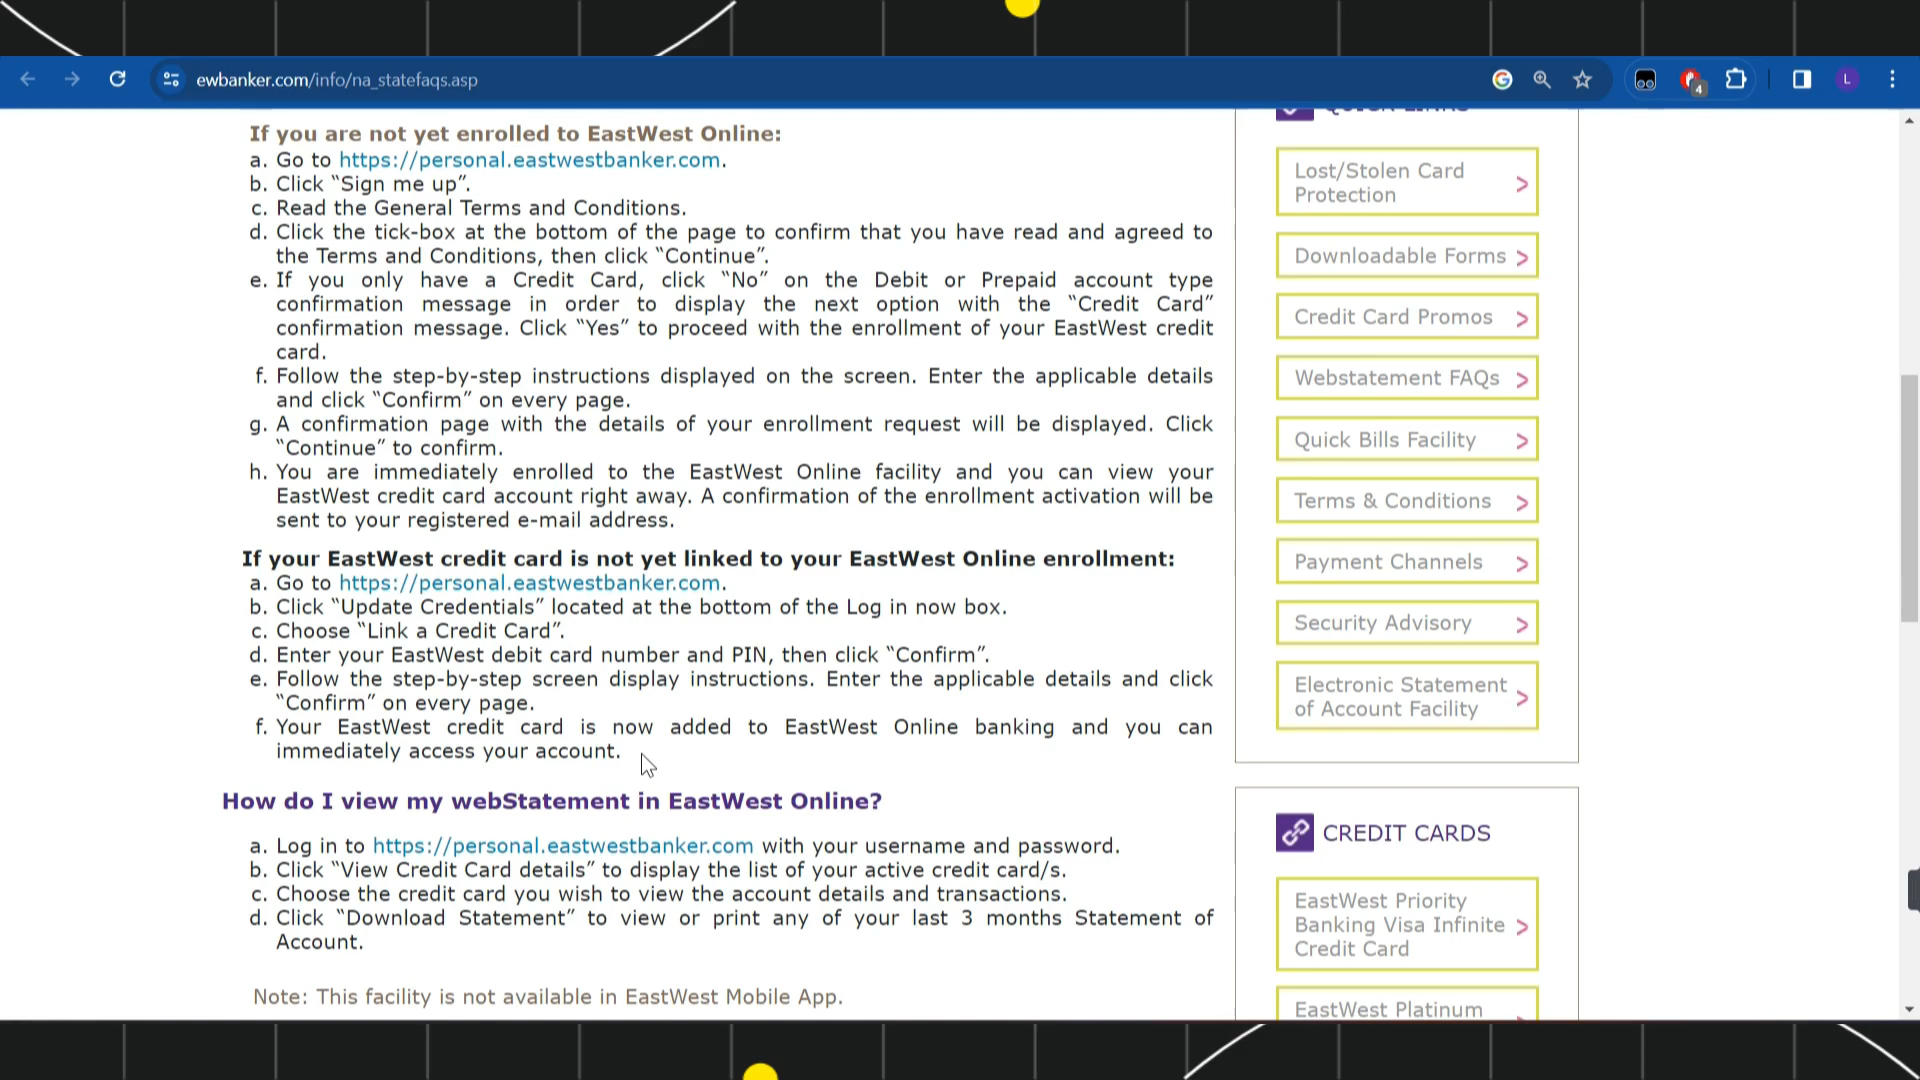 ewbanker.com/info/na_statefaqs.asp
4
L
If you are not yet enrolled to EastWest Online:
a. Go to https://personal.eastwestbanker.com.
b. Click “Sign me up”.
c. Read the General Terms and Conditions.
d. Click the tick-box at the bottom of the page to confirm that you have read and agreed to
the Terms and Conditions, then click “Continue”.
e. If you only have a Credit Card, click “No” on the Debit or Prepaid account type
confirmation message in order to display the next option with the “Credit Card”
confirmation message. Click “Yes” to proceed with the enrollment of your EastWest credit
card.
f. Follow the step-by-step instructions displayed on the screen. Enter the applicable details
and click “Confirm” on every page.
g. A confirmation page with the details of your enrollment request will be displayed. Click
“Continue” to confirm.
h. You are immediately enrolled to the EastWest Online facility and you can view your
EastWest credit card account right away. A confirmation of the enrollment activation will be
sent to your registered e-mail address.
If your EastWest credit card is not yet linked to your EastWest Online enrollment:
a. Go to https://personal.eastwestbanker.com.
b. Click “Update Credentials” located at the bottom of the Log in now box.
c. Choose “Link a Credit Card”.
d. Enter your EastWest debit card number and PIN, then click “Confirm”.
e. Follow the step-by-step screen display instructions. Enter the applicable details and click
“Confirm” on every page.
f. Your EastWest credit card is now added to EastWest Online banking and you can
immediately access your account.
How do I view my webStatement in EastWest Online?
a. Log in to https://personal.eastwestbanker.com with your username and password.
b. Click “View Credit Card details” to display the list of your active credit card/s.
c. Choose the credit card you wish to view the account details and transactions.
d. Click “Download Statement” to view or print any of your last 3 months Statement of
Account.
Note: This facility is not available in EastWest Mobile App.
QUICK LINKS
Lost/Stolen Card
Protection
Downloadable Forms
Credit Card Promos
Webstatement FAQs
Quick Bills Facility
Terms & Conditions
Payment Channels
Security Advisory
Electronic Statement
of Account Facility
CREDIT CARDS
EastWest Priority
Banking Visa Infinite
Credit Card
EastWest Platinum